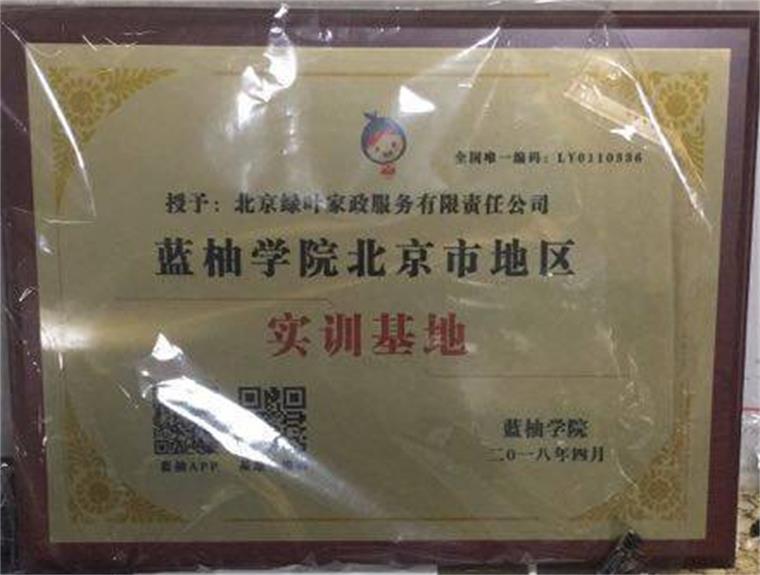 全国唯一编码：LY0110336
授予：北京绿叶家政服务有限责任公司
蓝柚学院北京市地区
实训基地
蓝柚APP
蓝柚学院
二0一八年四月